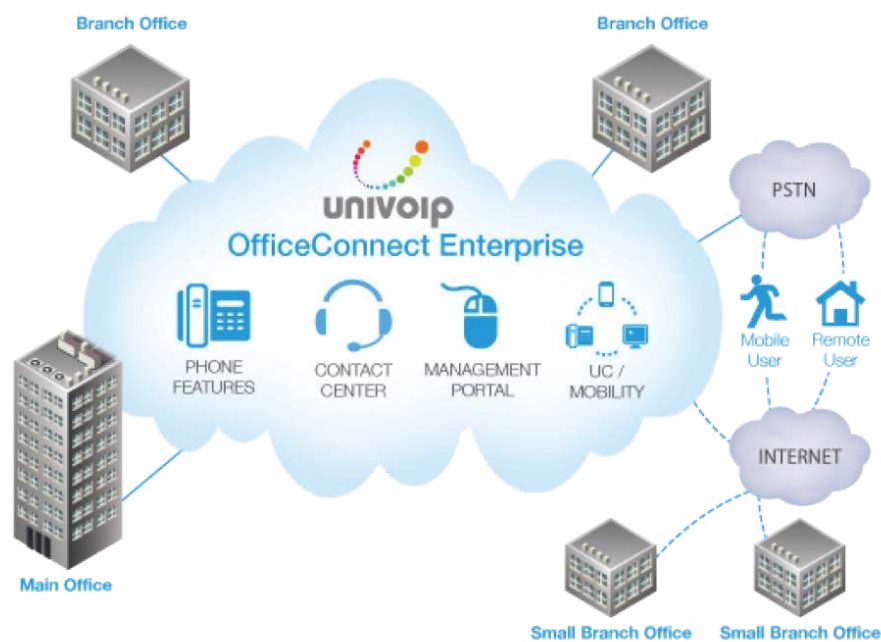 Branch Office
Branch Office
PSTN
univoip
OfficeConnect Enterprise
PHONE
FEATURES
CONTACT
CENTER
MANAGEMENT
PORTAL
UC /
MOBILITY
Mobile
User
Remote
User
INTERNET
Main Office
Small Branch Office
Small Branch Office